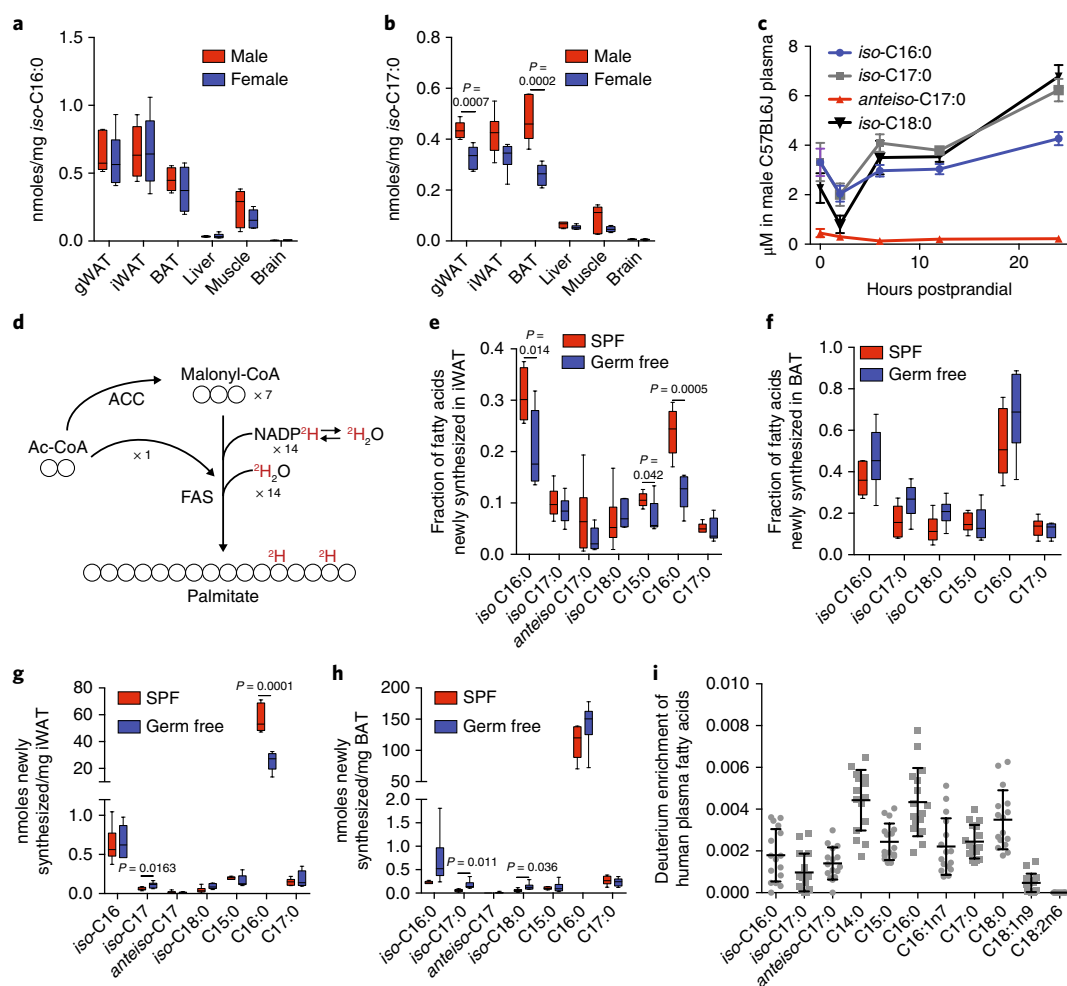 a
1.5
1.0
0.5
0.0
nmoles/mg iso-C16:0
Male
Female
gWAT
iWAT
BAT
Liver
Muscle
Brain
b
0.8
0.6
0.4
0.2
0.0
nmoles/mg iso-C17:0
Male
Female
P =
0.0007
P =
0.0002
gWAT
iWAT
BAT
Liver
Muscle
Brain
c
8
6
4
2
0
μM in male C57BL6J plasma
iso-C16:0
iso-C17:0
anteiso-C17:0
iso-C18:0
0
10
20
Hours postprandial
d
Malonyl-CoA
× 7
ACC
Ac-CoA
× 1
NADP²H
²H₂O
× 14
²H₂O
× 14
FAS
²H
²H
Palmitate
e
0.4
0.3
0.2
0.1
0.0
Fraction of fatty acids
newly synthesized in iWAT
SPF
Germ free
P =
0.014
P = 0.0005
P =
0.042
iso C16:0
iso C17:0
anteiso C17:0
iso C18:0
C15:0
C16:0
C17:0
f
1.0
0.8
0.6
0.4
0.2
0.0
Fraction of fatty acids
newly synthesized in BAT
SPF
Germ free
iso C16:0
iso C17:0
iso C18:0
C15:0
C16:0
C17:0
g
80
60
40
20
1.0
0.5
0.0
nmoles newly
synthesized/mg iWAT
SPF
Germ free
P = 0.0001
P = 0.0163
iso-C16
iso-C17
anteiso-C17
iso-C18:0
C15:0
C16:0
C17:0
h
200
150
100
50
2.0
1.5
1.0
0.5
0.0
nmoles newly
synthesized/mg BAT
SPF
Germ free
P = 0.011
P = 0.036
iso-C16:0
iso-C17:0
anteiso-C17
iso-C18:0
C15:0
C16:0
C17:0
i
0.010
0.008
0.006
0.004
0.002
0.000
Deuterium enrichment of
human plasma fatty acids
iso-C16:0
iso-C17:0
anteiso-C17:0
C14:0
C15:0
C16:0
C16:1n7
C17:0
C18:0
C18:1n9
C18:2n6